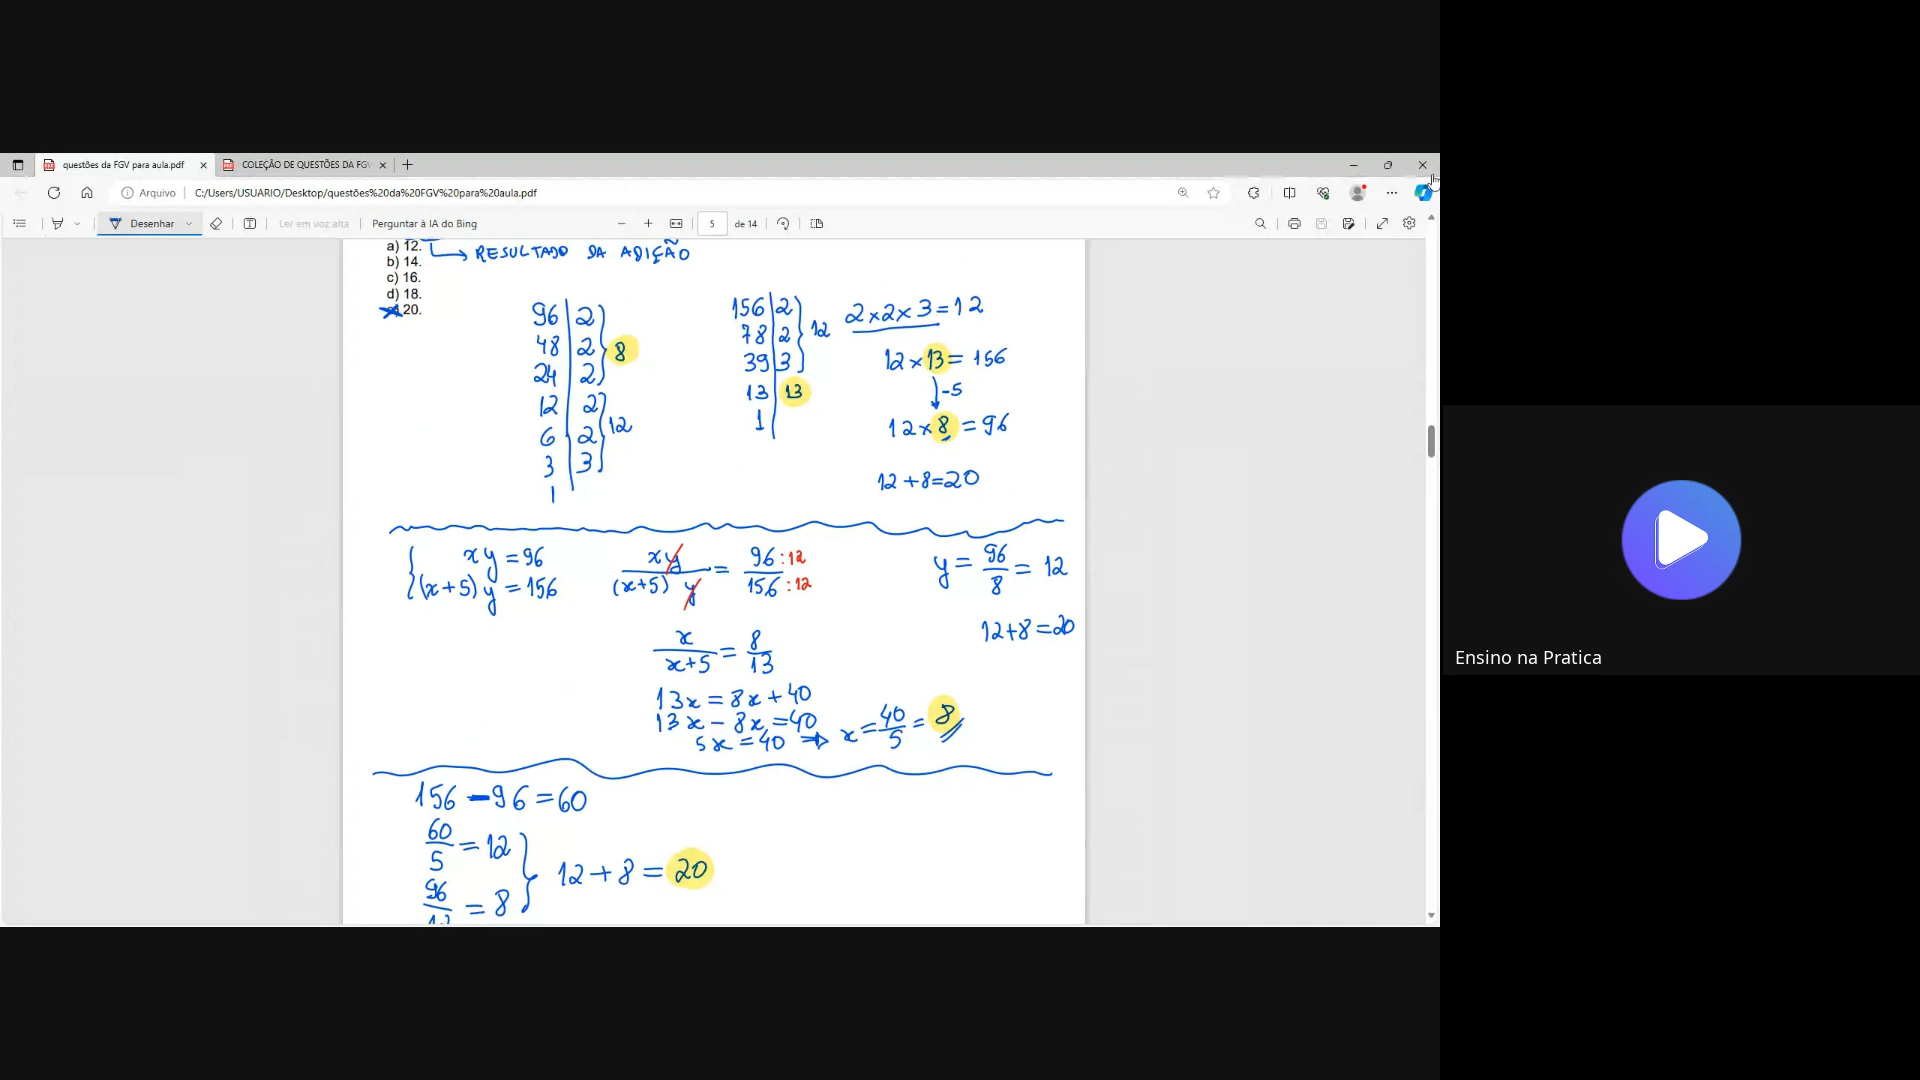 questões da FGV para aula.pdf
COLEÇÃO DE QUESTÕES DA FGV
Arquivo C:/Users/USUARIO/Desktop/questões%20da%20FGV%20para%20aula.pdf
Desenhar Ler em voz alta Perguntar à IA do Bing 5 de 14
a) 12. RESULTADO DA ADIÇÃO
b) 14.
c) 16.
d) 18.
20.
96 2
48 2 8
24 2
12 2
6 2 12
3 3
1
156 2
78 2 12
39 3
13 13
1
2×2×3=12
12×13=156
-5
12×8=96
12+8=20
xy=96
(x+5)y=156
xy/(x+5)y = 96:12/156:12
x/x+5 = 8/13
13x=8x+40
13x-8x=40
5x=40 ⇒ x=40/5=8
y=96/8=12
12+8=20
156-96=60
60/5=12
12+8=20
96/12=8
Ensino na Pratica